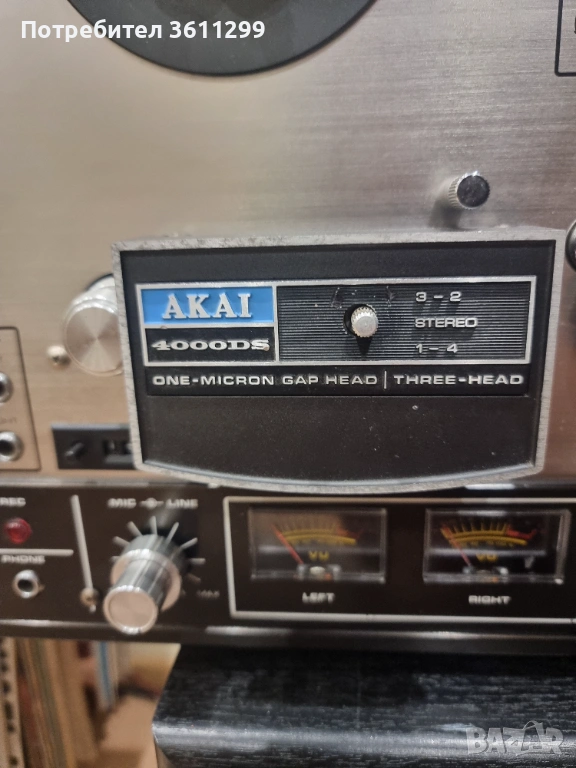 Потребител 3611299
AKAI
4000DS
3-2
STEREO
1-4
ONE-MICRON GAP HEAD | THREE-HEAD
REC
MIC LINE
PHONE
VU
VU
LEFT
RIGHT
BAZAR